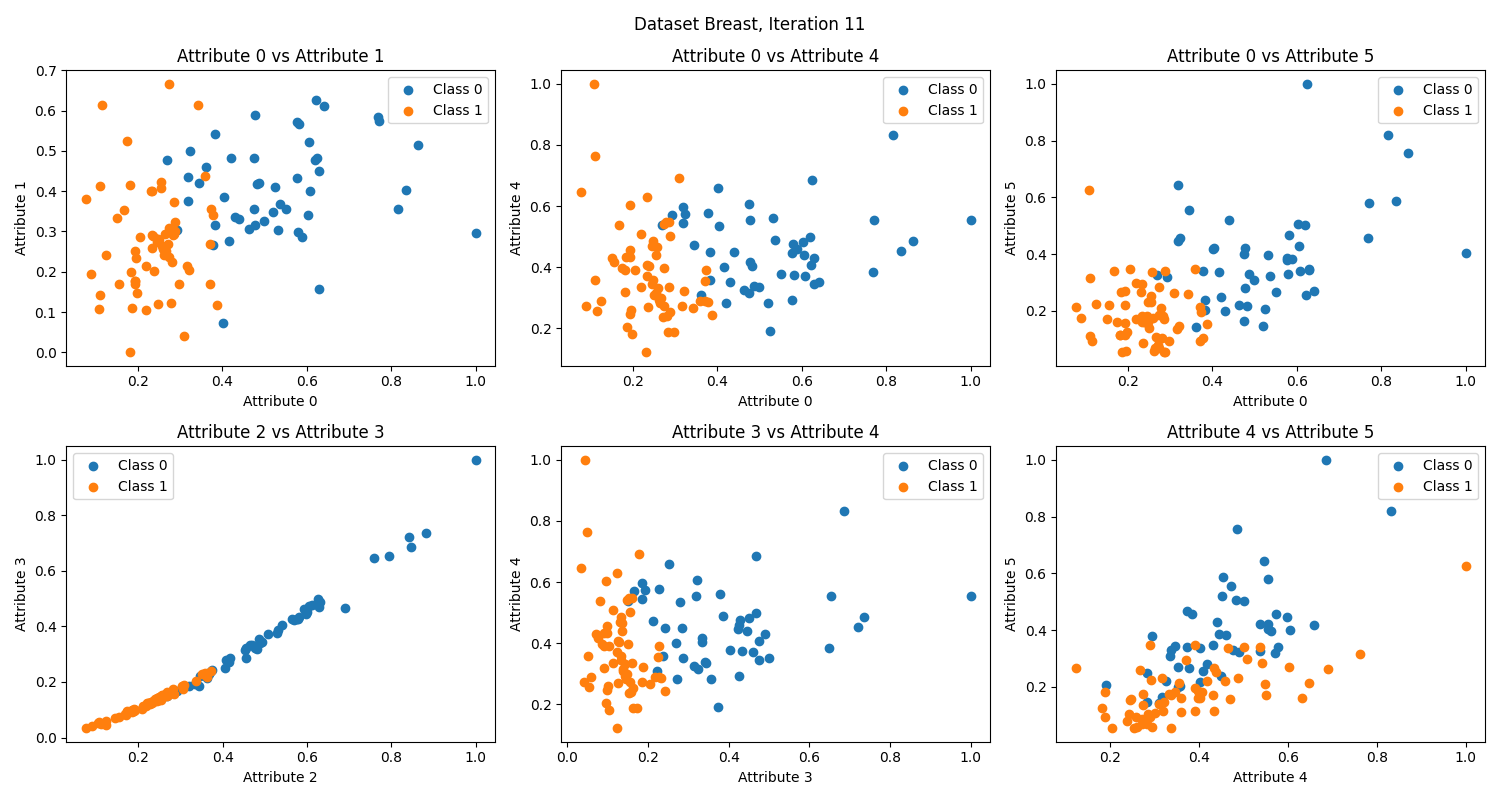 Dataset Breast, Iteration 11
Attribute 0 vs Attribute 1
Class 0
Class 1
0.7
0.6
0.5
0.4
0.3
0.2
0.1
0.0
Attribute 1
0.2
0.4
0.6
0.8
1.0
Attribute 0
Attribute 0 vs Attribute 4
Class 0
Class 1
1.0
0.8
0.6
0.4
0.2
Attribute 4
0.2
0.4
0.6
0.8
1.0
Attribute 0
Attribute 0 vs Attribute 5
Class 0
Class 1
1.0
0.8
0.6
0.4
0.2
Attribute 5
0.2
0.4
0.6
0.8
1.0
Attribute 0
Attribute 2 vs Attribute 3
Class 0
Class 1
1.0
0.8
0.6
0.4
0.2
0.0
Attribute 3
0.2
0.4
0.6
0.8
1.0
Attribute 2
Attribute 3 vs Attribute 4
Class 0
Class 1
1.0
0.8
0.6
0.4
0.2
Attribute 4
0.0
0.2
0.4
0.6
0.8
1.0
Attribute 3
Attribute 4 vs Attribute 5
Class 0
Class 1
1.0
0.8
0.6
0.4
0.2
Attribute 5
0.2
0.4
0.6
0.8
1.0
Attribute 4